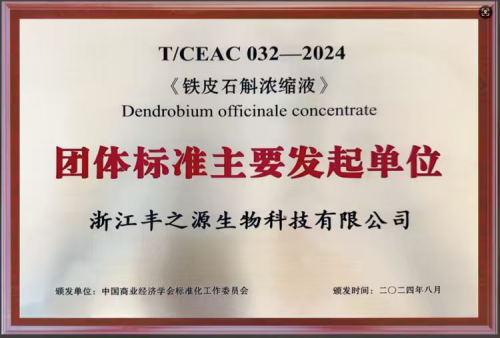 T/CEAC 032—2024
《铁皮石斛浓缩液》
Dendrobium officinale concentrate
团体标准主要发起单位
浙江丰之源生物科技有限公司
颁发单位：中国商业经济学会标准化工作委员会 颁发时间：二〇二四年八月